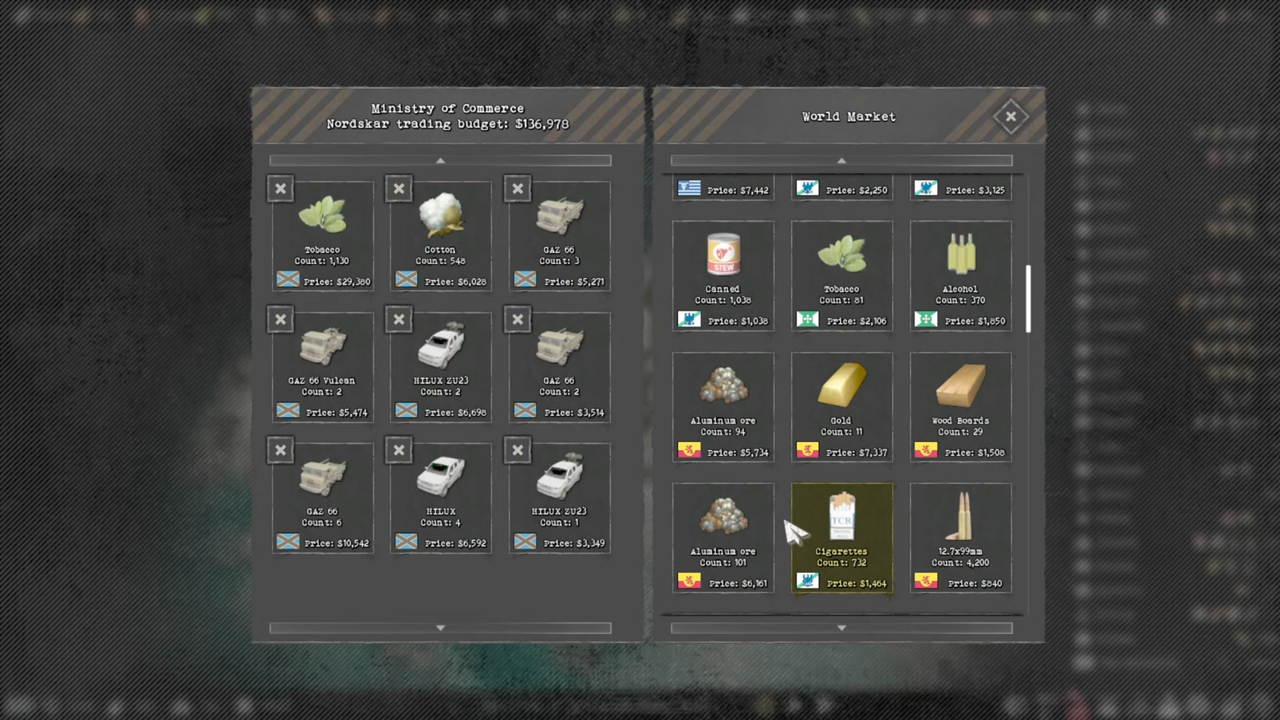 Ministry of Commerce
Nordskar trading budget: $136,978
Tobacco
Count: 1,130
Price: $29,380
Cotton
Count: 548
Price: $6,028
GAZ 66
Count: 3
Price: $5,271
GAZ 66 Vulcan
Count: 2
Price: $5,474
HILUX ZU23
Count: 2
Price: $6,698
GAZ 66
Count: 2
Price: $3,514
GAZ 66
Count: 6
Price: $10,542
HILUX
Count: 4
Price: $6,592
HILUX ZU23
Count: 1
Price: $3,349
World Market
Price: $7,442
Price: $2,250
Price: $3,125
STEW
Canned
Count: 1,038
Price: $1,038
Tobacco
Count: 81
Price: $2,106
Alcohol
Count: 370
Price: $1,850
Aluminum ore
Count: 94
Price: $5,734
Gold
Count: 11
Price: $7,337
Wood Boards
Count: 29
Price: $1,508
Aluminum ore
Count: 101
Price: $6,161
TCR
Cigarettes
Count: 732
Price: $1,464
12.7x99mm
Count: 4,200
Price: $840